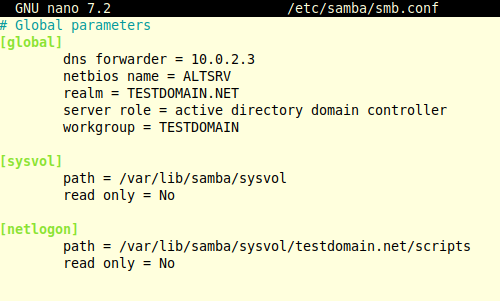 GNU nano 7.2 /etc/samba/smb.conf
# Global parameters
[global]
dns forwarder = 10.0.2.3
netbios name = ALTSRV
realm = TESTDOMAIN.NET
server role = active directory domain controller
workgroup = TESTDOMAIN
[sysvol]
path = /var/lib/samba/sysvol
read only = No
[netlogon]
path = /var/lib/samba/sysvol/testdomain.net/scripts
read only = No